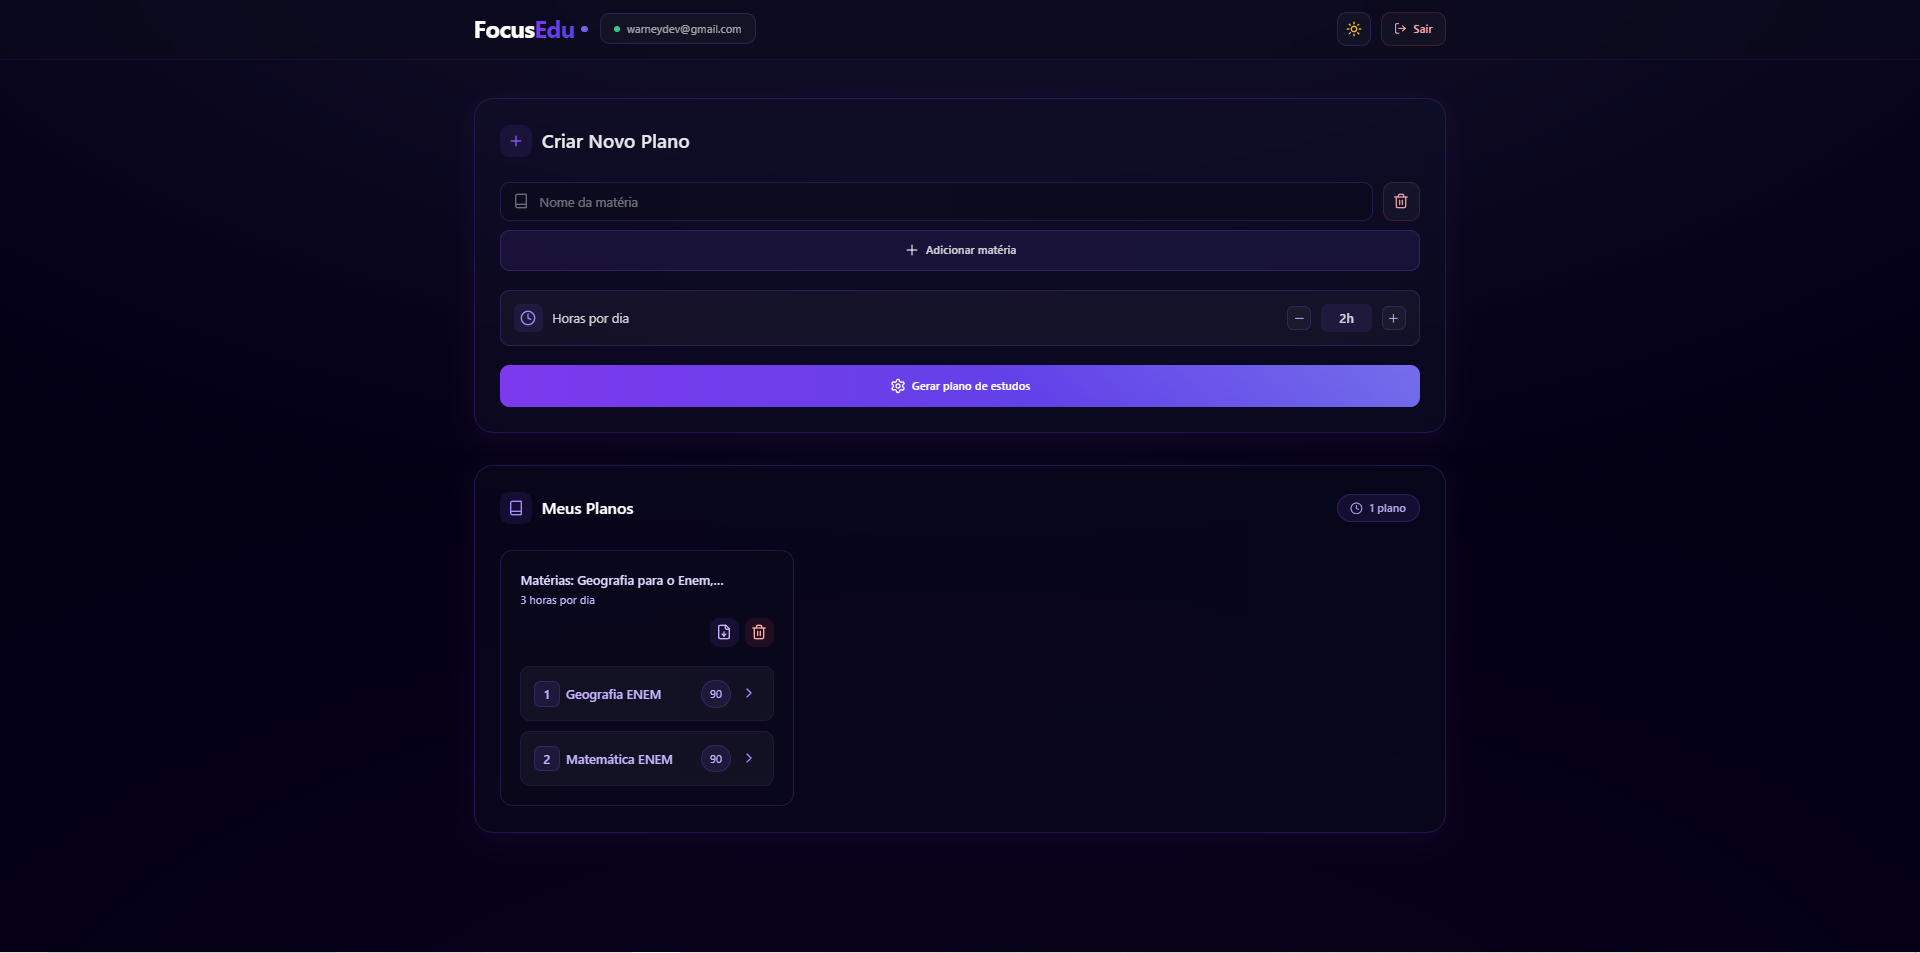 FocusEdu
warneydev@gmail.com
Sair
Criar Novo Plano
Nome da matéria
Adicionar matéria
Horas por dia
2h
Gerar plano de estudos
Meus Planos
1 plano
Matérias: Geografia para o Enem,...
3 horas por dia
1 Geografia ENEM 90
2 Matemática ENEM 90